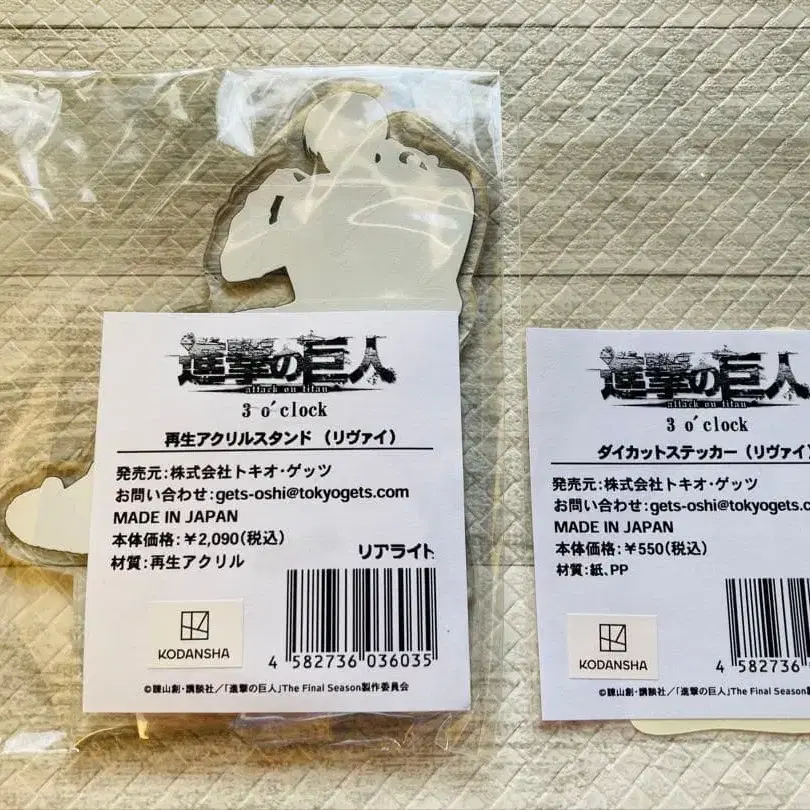 進撃の巨人
attack on titan
3 o'clock
再生アクリルスタンド (リヴァイ)
発売元:株式会社トキオ・ゲッツ
お問い合わせ:gets-oshi@tokyogets.com
MADE IN JAPAN
本体価格:¥2,090(税込)
材質:再生アクリル
リアライト
KODANSHA
4 582736 036035
©諫山創・講談社/「進撃の巨人」The Final Season製作委員会
進撃の巨人
attack on titan
3 o'clock
ダイカットステッカー(リヴァイ)
発売元:株式会社トキオ・ゲッツ
お問い合わせ:gets-oshi@tokyogets.c
MADE IN JAPAN
本体価格:¥550(税込)
材質:紙、PP
KODANSHA
4 582736
©諫山創・講談社/「進撃の巨人」The Final Season製作